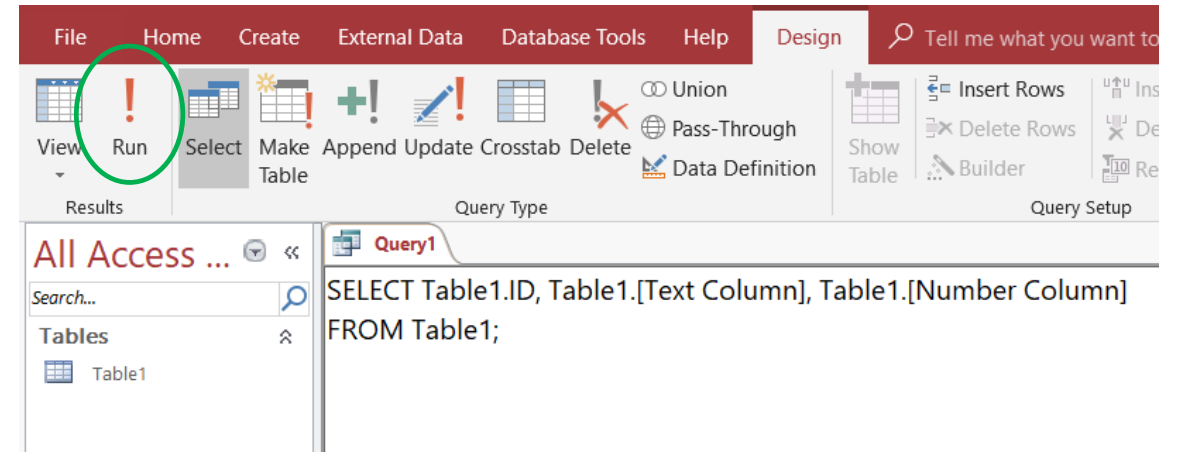 File Home Create External Data Database Tools Help Design Tell me what you want to
View Run Select Make Table Append Update Crosstab Delete
Union
Pass-Through
Data Definition
Show Table
Insert Rows
Delete Rows
Builder
Results Query Type Query Setup
All Access ...
Search...
Tables
Table1
Query1
SELECT Table1.ID, Table1.[Text Column], Table1.[Number Column]
FROM Table1;